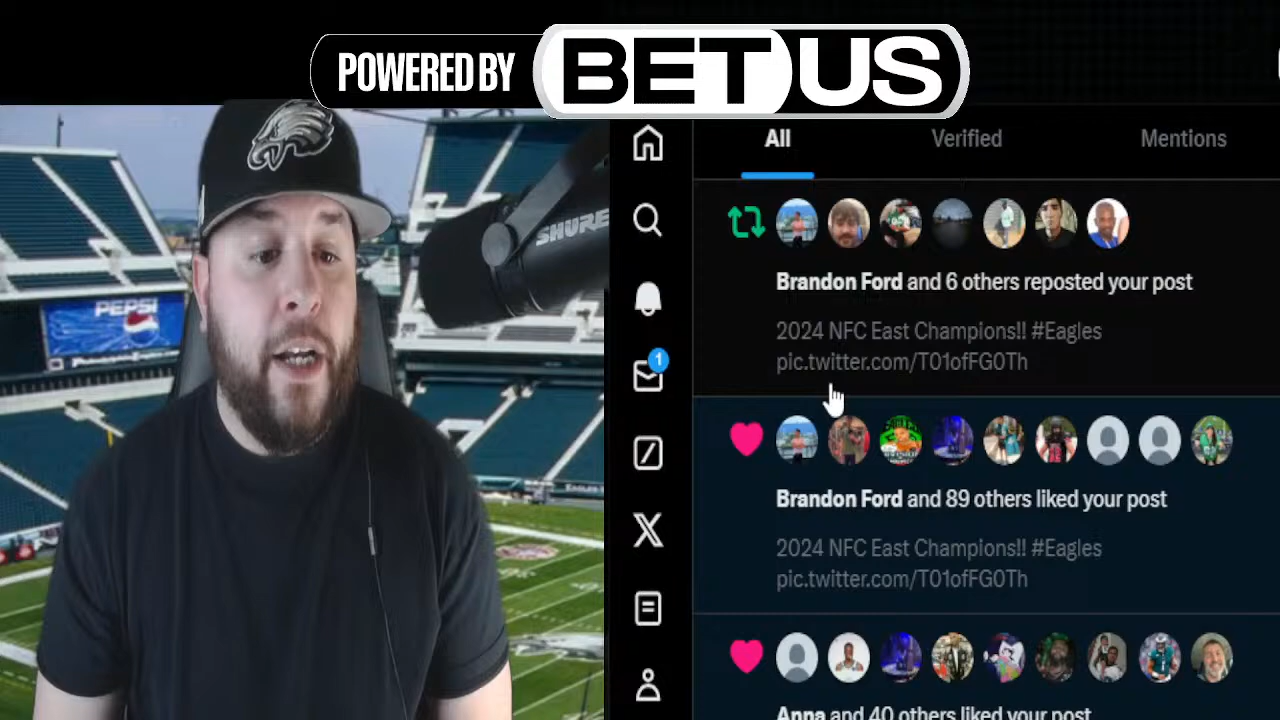 POWERED BY BETUS
PEPSI
SHURE
All Verified Mentions
Brandon Ford and 6 others reposted your post
2024 NFC East Champions!! #Eagles
pic.twitter.com/T01ofFG0Th
1
Brandon Ford and 89 others liked your post
2024 NFC East Champions!! #Eagles
pic.twitter.com/T01ofFG0Th
Anna and 40 others liked your post